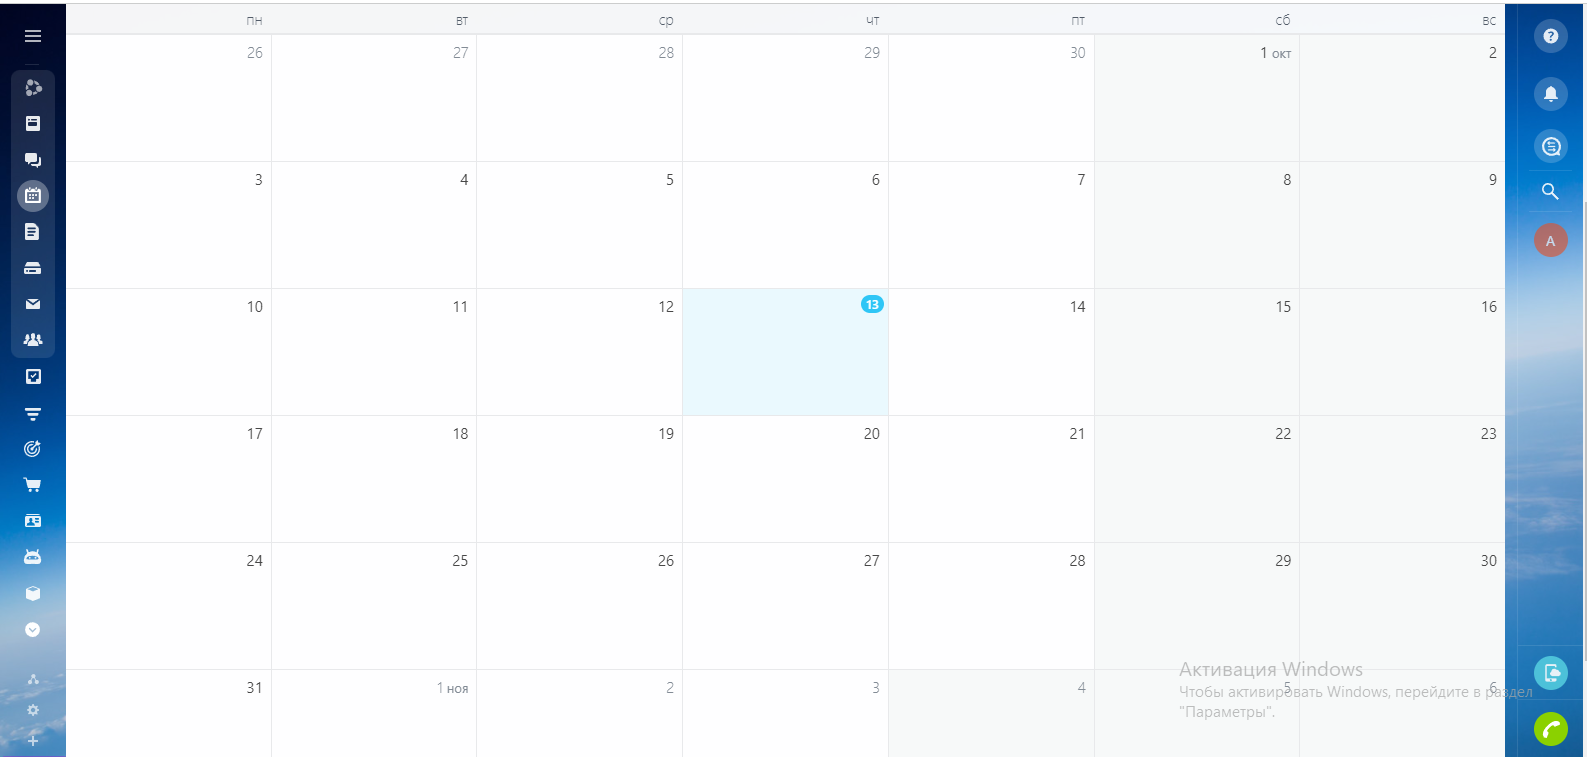 пн вт ср чт пт сб вс
26 27 28 29 30 1 окт 2
?
3 4 5 6 7 8 9
A
10 11 12 13 14 15 16
17 18 19 20 21 22 23
24 25 26 27 28 29 30
31 1 ноя 2 3 4 5 6
Активация Windows
Чтобы активировать Windows, перейдите в раздел
"Параметры".